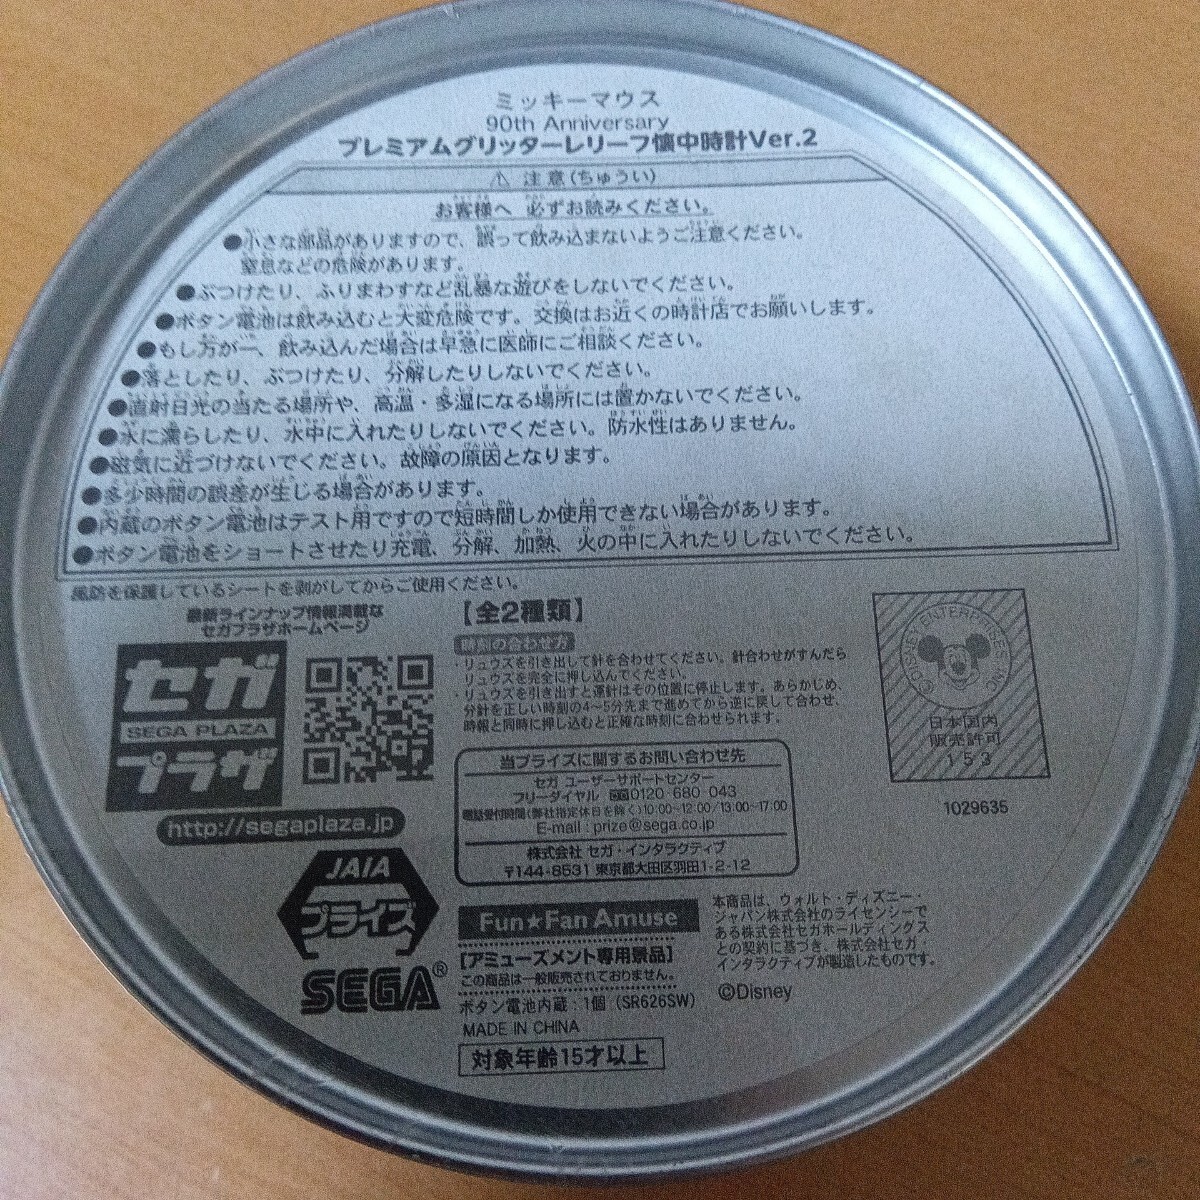 ミッキーマウス
90th Anniversary
プレミアムグリッターレリーフ懐中時計Ver.2
⚠ 注意(ちゅうい)
お客様へ 必ずお読みください。
●小さな部品がありますので、誤って飲み込まないようご注意ください。
窒息などの危険があります。
●ぶつけたり、ふりまわすなど乱暴な遊びをしないでください。
●ボタン電池は飲み込むと大変危険です。交換はお近くの時計店でお願いします。
●もし万が一、飲み込んだ場合は早急に医師にご相談ください。
●落としたり、ぶつけたり、分解したりしないでください。
●直射日光の当たる場所や、高温・多湿になる場所には置かないでください。
●水に濡らしたり、水中に入れたりしないでください。防水性はありません。
●磁気に近づけないでください。故障の原因となります。
●多少時間の誤差が生じる場合があります。
●内蔵のボタン電池はテスト用ですので短時間しか使用できない場合があります。
●ボタン電池をショートさせたり充電、分解、加熱、火の中に入れたりしないでください。
風防を保護しているシートを剥がしてからご使用ください。
最新ラインナップ情報満載な
セガプラザホームページ
セガ
SEGA PLAZA
プラザ
http://segaplaza.jp
JAIA
プライズ
SEGA®
【全2種類】
時刻の合わせ方
・リュウズを引き出して針を合わせてください。針合わせがすんだら
リュウズを完全に押し込んでください。
・リュウズを引き出すと運針はその位置に停止します。あらかじめ、
分針を正しい時刻の4〜5分先まで進めてから逆に戻して合わせ、
時報と同時に押し込むと正確な時刻に合わせられます。
当プライズに関するお問い合わせ先
セガ ユーザーサポートセンター
フリーダイヤル 0120 680 043
電話受付時間(弊社指定休日を除く)10:00~12:00/13:00~17:00
E-mail : prize@sega.co.jp
株式会社 セガ・インタラクティブ
〒144-8531 東京都大田区羽田1-2-12
Fun★Fan Amuse
[アミューズメント専用景品]
この商品は一般販売されておりません。
ボタン電池内蔵：1個（SR626SW）
MADE IN CHINA
対象年齢15才以上
©DISNEY ENTERPRISES, INC.
日本国内
販売許可
153
1029635
本商品は、ウォルト・ディズニー・
ジャパン株式会社のライセンシーで
ある株式会社セガホールディングス
との契約に基づき、株式会社セガ・
インタラクティブが製造したものです。
©Disney